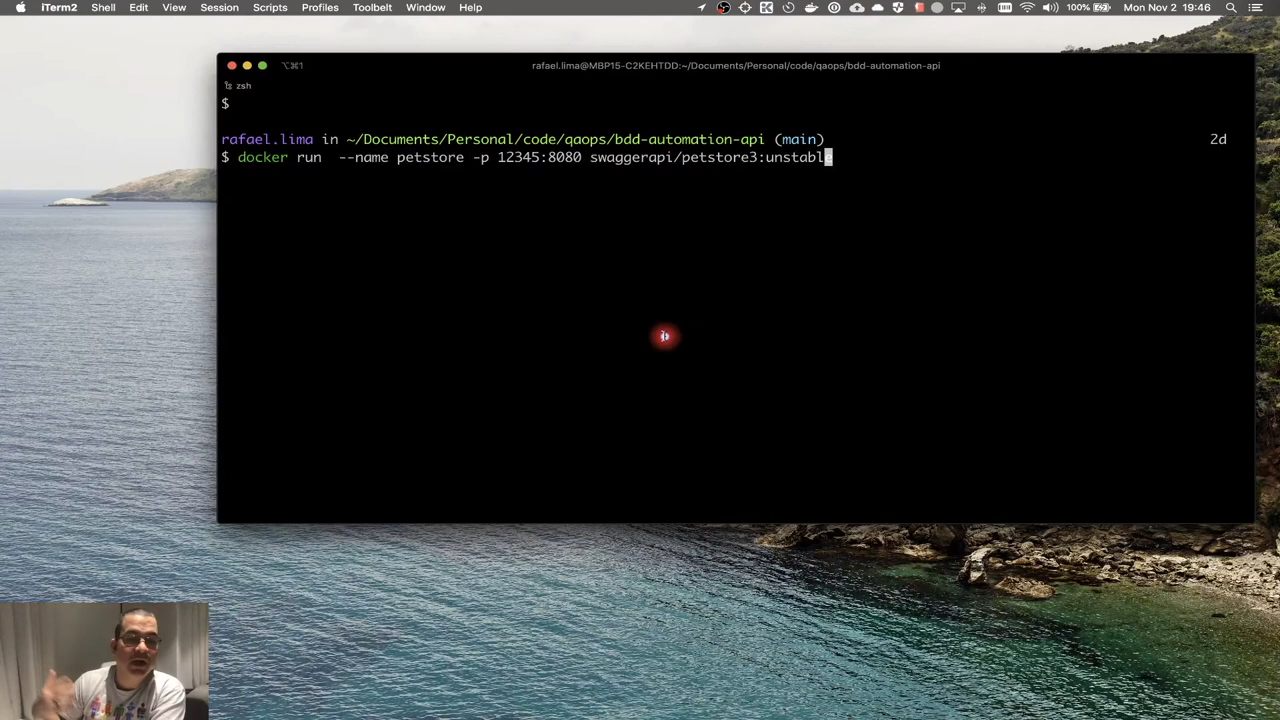 iTerm2 Shell Edit View Session Scripts Profiles Toolbelt Window Help 100% Mon Nov 2 19:46
⌥⌘1 rafael.lima@MBP15-C2KEHTDD:~/Documents/Personal/code/qaops/bdd-automation-api
zsh
$
rafael.lima in ~/Documents/Personal/code/qaops/bdd-automation-api (main) 2d
$ docker run  --name petstore -p 12345:8080 swaggerapi/petstore3:unstable